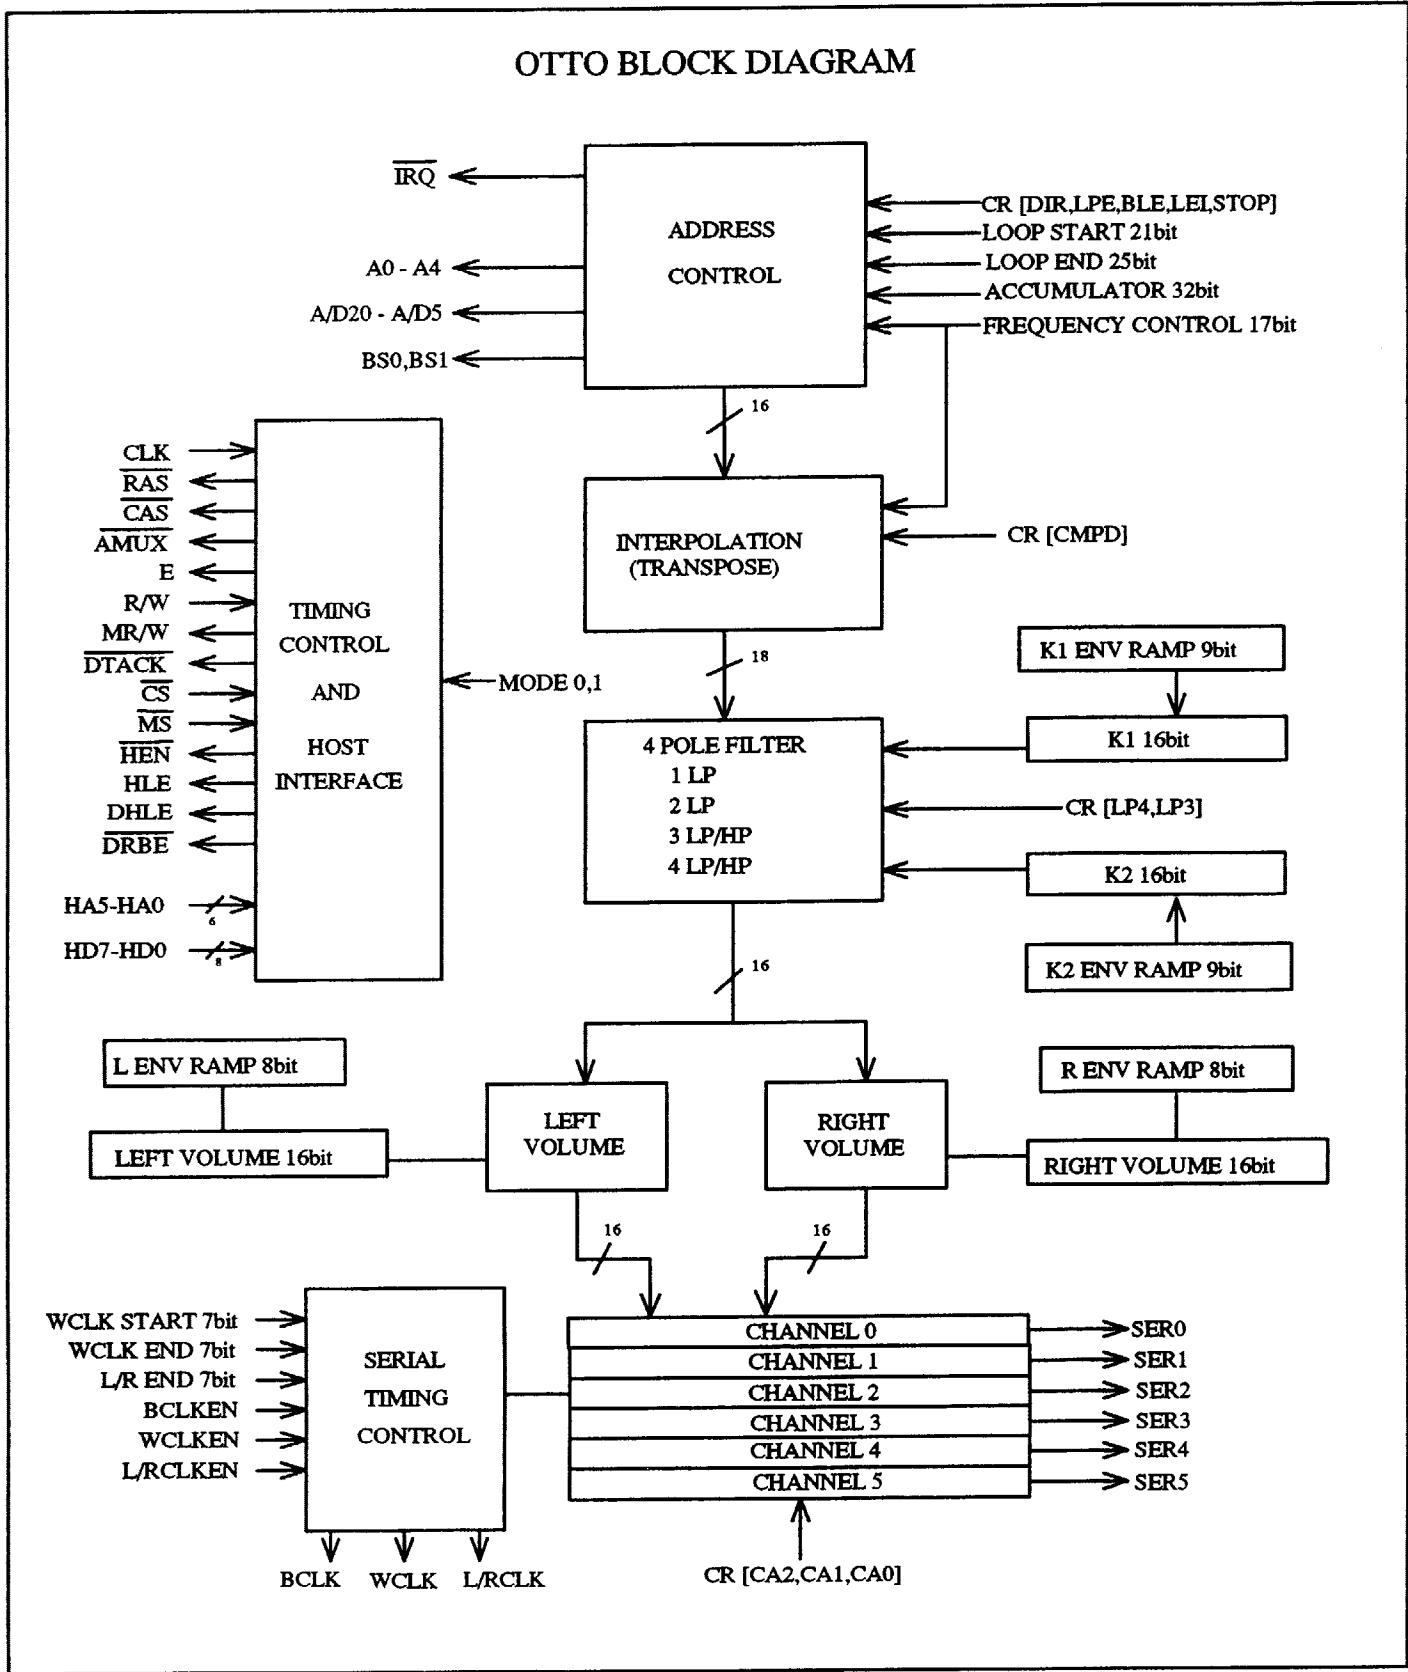 OTTO BLOCK DIAGRAM
IRQ
A0 - A4
A/D20 - A/D5
BS0,BS1
ADDRESS
CONTROL
CR [DIR,LPE,BLE,LEI,STOP]
LOOP START 21bit
LOOP END 25bit
ACCUMULATOR 32bit
FREQUENCY CONTROL 17bit
16
CLK
RAS
CAS
AMUX
E
R/W
MR/W
DTACK
CS
MS
HEN
HLE
DHLE
DRBE
HA5-HA0
6
HD7-HD0
8
TIMING
CONTROL
AND
HOST
INTERFACE
MODE 0,1
INTERPOLATION
(TRANSPOSE)
CR [CMPD]
18
4 POLE FILTER
1 LP
2 LP
3 LP/HP
4 LP/HP
K1 ENV RAMP 9bit
K1 16bit
CR [LP4,LP3]
K2 16bit
K2 ENV RAMP 9bit
16
L ENV RAMP 8bit
LEFT VOLUME 16bit
LEFT
VOLUME
RIGHT
VOLUME
R ENV RAMP 8bit
RIGHT VOLUME 16bit
16
16
WCLK START 7bit
WCLK END 7bit
L/R END 7bit
BCLKEN
WCLKEN
L/RCLKEN
SERIAL
TIMING
CONTROL
BCLK
WCLK
L/RCLK
CHANNEL 0
CHANNEL 1
CHANNEL 2
CHANNEL 3
CHANNEL 4
CHANNEL 5
SER0
SER1
SER2
SER3
SER4
SER5
CR [CA2,CA1,CA0]